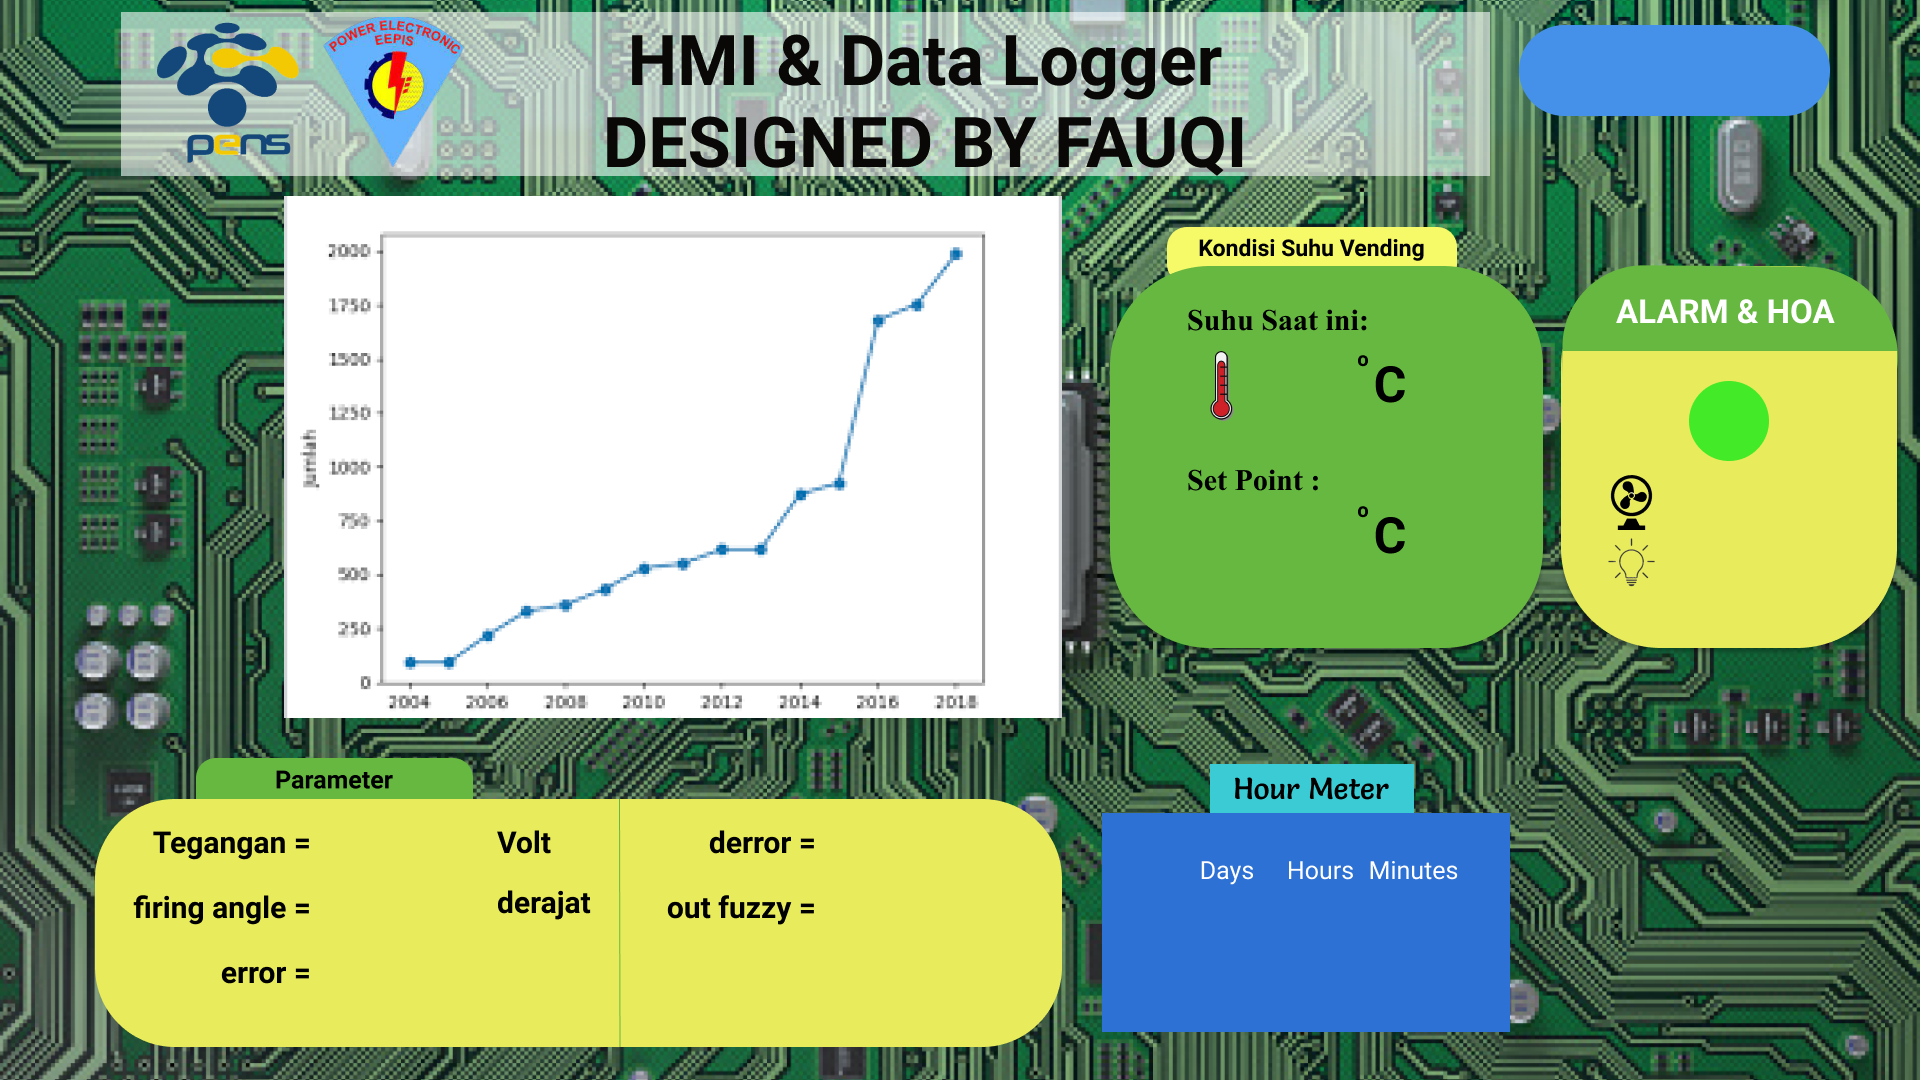 POWER ELECTRONIC
EEPIS
pens
HMI & Data Logger
DESIGNED BY FAUQI
2000
1750
1500
1250
1000
750
500
250
0
Jumlah
2004 2006 2008 2010 2012 2014 2016 2018
Kondisi Suhu Vending
Suhu Saat ini:
°C
Set Point :
°C
ALARM & HOA
Parameter
Tegangan = Volt
firing angle = derajat
error =
derror =
out fuzzy =
Hour Meter
Days Hours Minutes